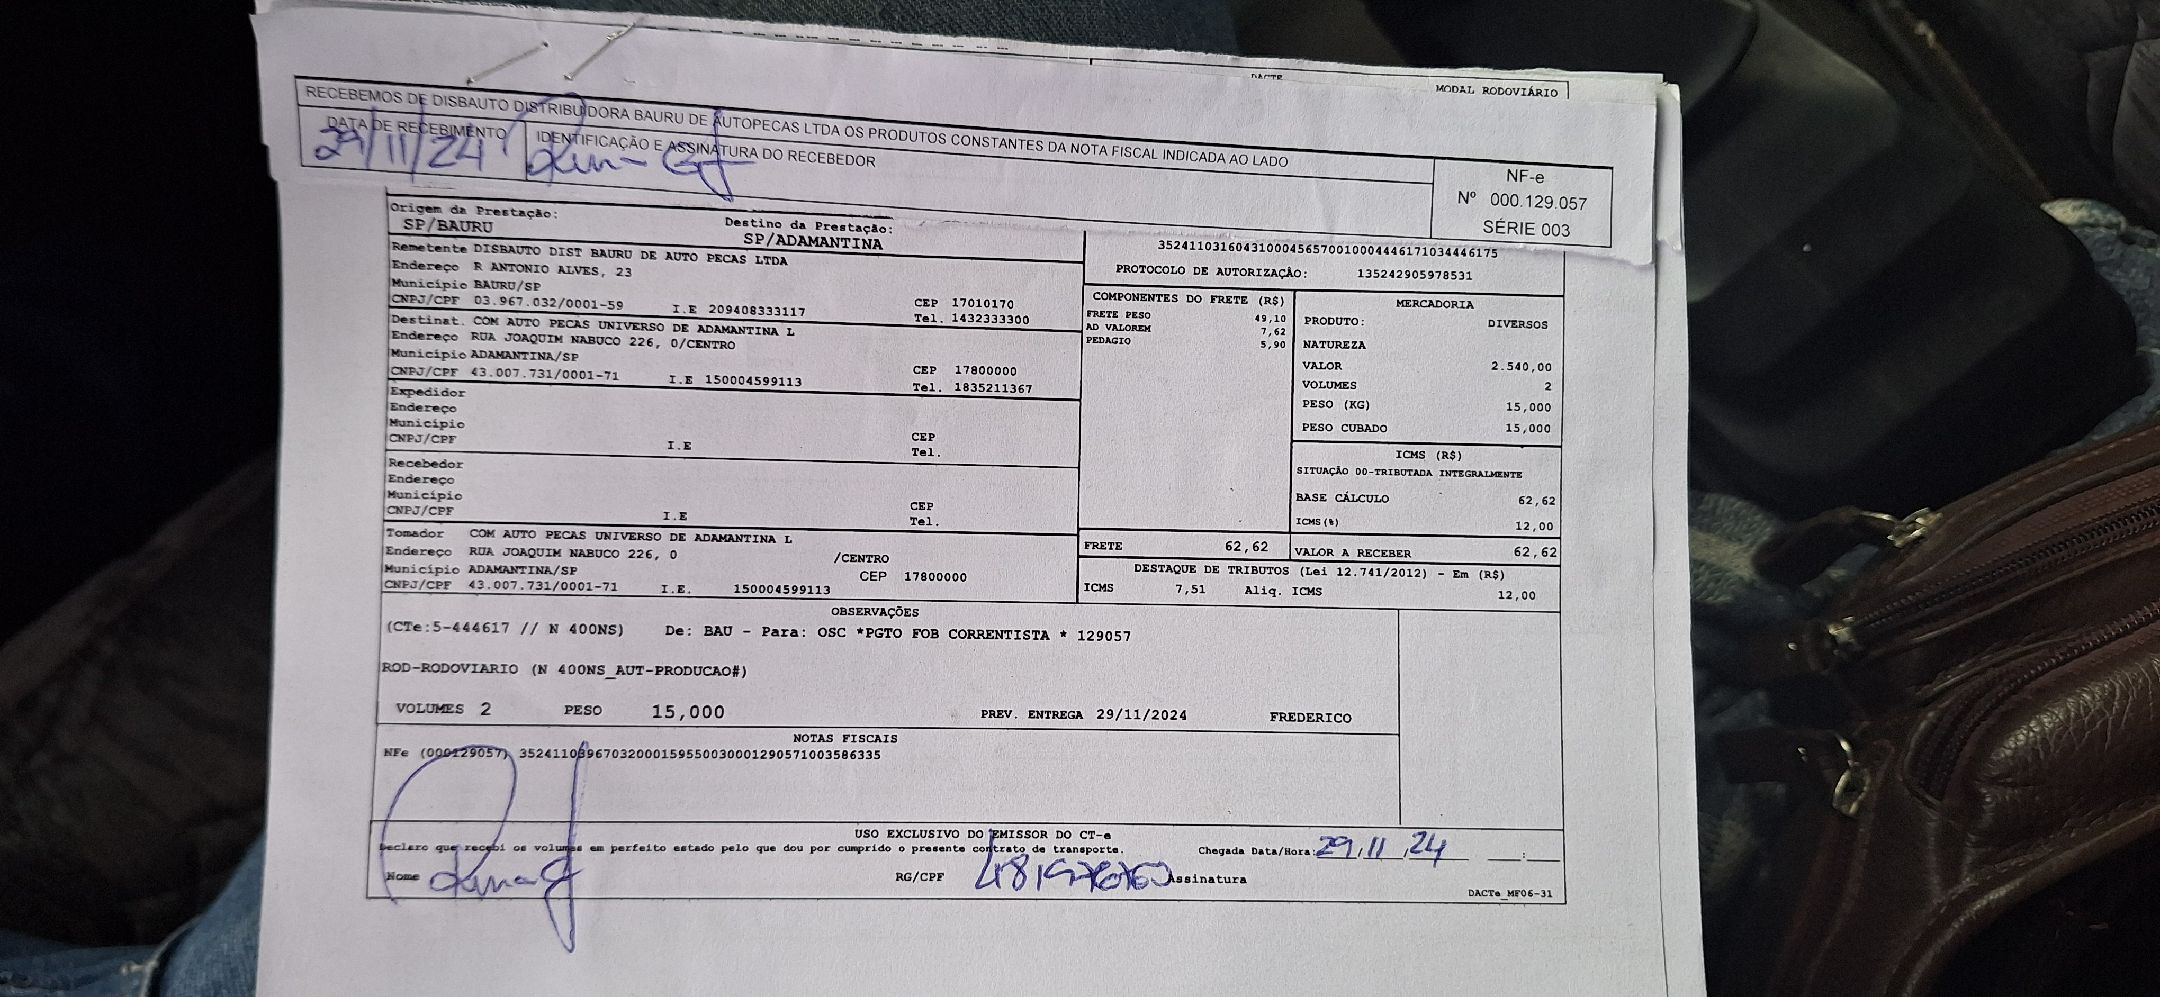 DACTE
MODAL RODOVIÁRIO
RECEBEMOS DE DISBAUTO DISTRIBUIDORA BAURU DE AUTOPECAS LTDA OS PRODUTOS CONSTANTES DA NOTA FISCAL INDICADA AO LADO
DATA DE RECEBIMENTO
29/11/24
IDENTIFICAÇÃO E ASSINATURA DO RECEBEDOR
NF-e
Nº 000.129.057
SÉRIE 003
Origem da Prestação:
SP/BAURU
Destino da Prestação:
SP/ADAMANTINA
Remetente DISBAUTO DIST BAURU DE AUTO PECAS LTDA
Endereço R ANTONIO ALVES, 23
Município BAURU/SP
CNPJ/CPF 03.967.032/0001-59 I.E 209408333117
CEP 17010170
Tel. 1432333300
Destinat. COM AUTO PECAS UNIVERSO DE ADAMANTINA L
Endereço RUA JOAQUIM NABUCO 226, 0/CENTRO
Município ADAMANTINA/SP
CNPJ/CPF 43.007.731/0001-71 I.E 150004599113
CEP 17800000
Tel. 1835211367
Expedidor
Endereço
Município
CNPJ/CPF I.E
CEP
Tel.
Recebedor
Endereço
Município
CNPJ/CPF I.E
CEP
Tel.
Tomador COM AUTO PECAS UNIVERSO DE ADAMANTINA L
Endereço RUA JOAQUIM NABUCO 226, 0 /CENTRO
Município ADAMANTINA/SP CEP 17800000
CNPJ/CPF 43.007.731/0001-71 I.E. 150004599113
35241103160431000456570010004446171034446175
PROTOCOLO DE AUTORIZAÇÃO: 135242905978531
COMPONENTES DO FRETE (R$)
FRETE PESO 49,10
AD VALOREM 7,62
PEDAGIO 5,90
MERCADORIA
PRODUTO: DIVERSOS
NATUREZA
VALOR 2.540,00
VOLUMES 2
PESO (KG) 15,000
PESO CUBADO 15,000
ICMS (R$)
SITUAÇÃO 00-TRIBUTADA INTEGRALMENTE
BASE CÁLCULO 62,62
ICMS(%) 12,00
FRETE 62,62
VALOR A RECEBER 62,62
DESTAQUE DE TRIBUTOS (Lei 12.741/2012) - Em (R$)
ICMS 7,51 Aliq. ICMS 12,00
OBSERVAÇÕES
(CTe:5-444617 // N 400NS) De: BAU - Para: OSC *PGTO FOB CORRENTISTA * 129057
ROD-RODOVIARIO (N 400NS_AUT-PRODUCAO#)
VOLUMES 2 PESO 15,000 PREV. ENTREGA 29/11/2024 FREDERICO
NOTAS FISCAIS
NFe (000129057) 35241103967032000159550030001290571003586335
USO EXCLUSIVO DO EMISSOR DO CT-e
Declaro que recebi os volumes em perfeito estado pelo que dou por cumprido o presente contrato de transporte.
Chegada Data/Hora: 29/11/24 __:__
Nome RG/CPF Assinatura
DACTe_MF06-31